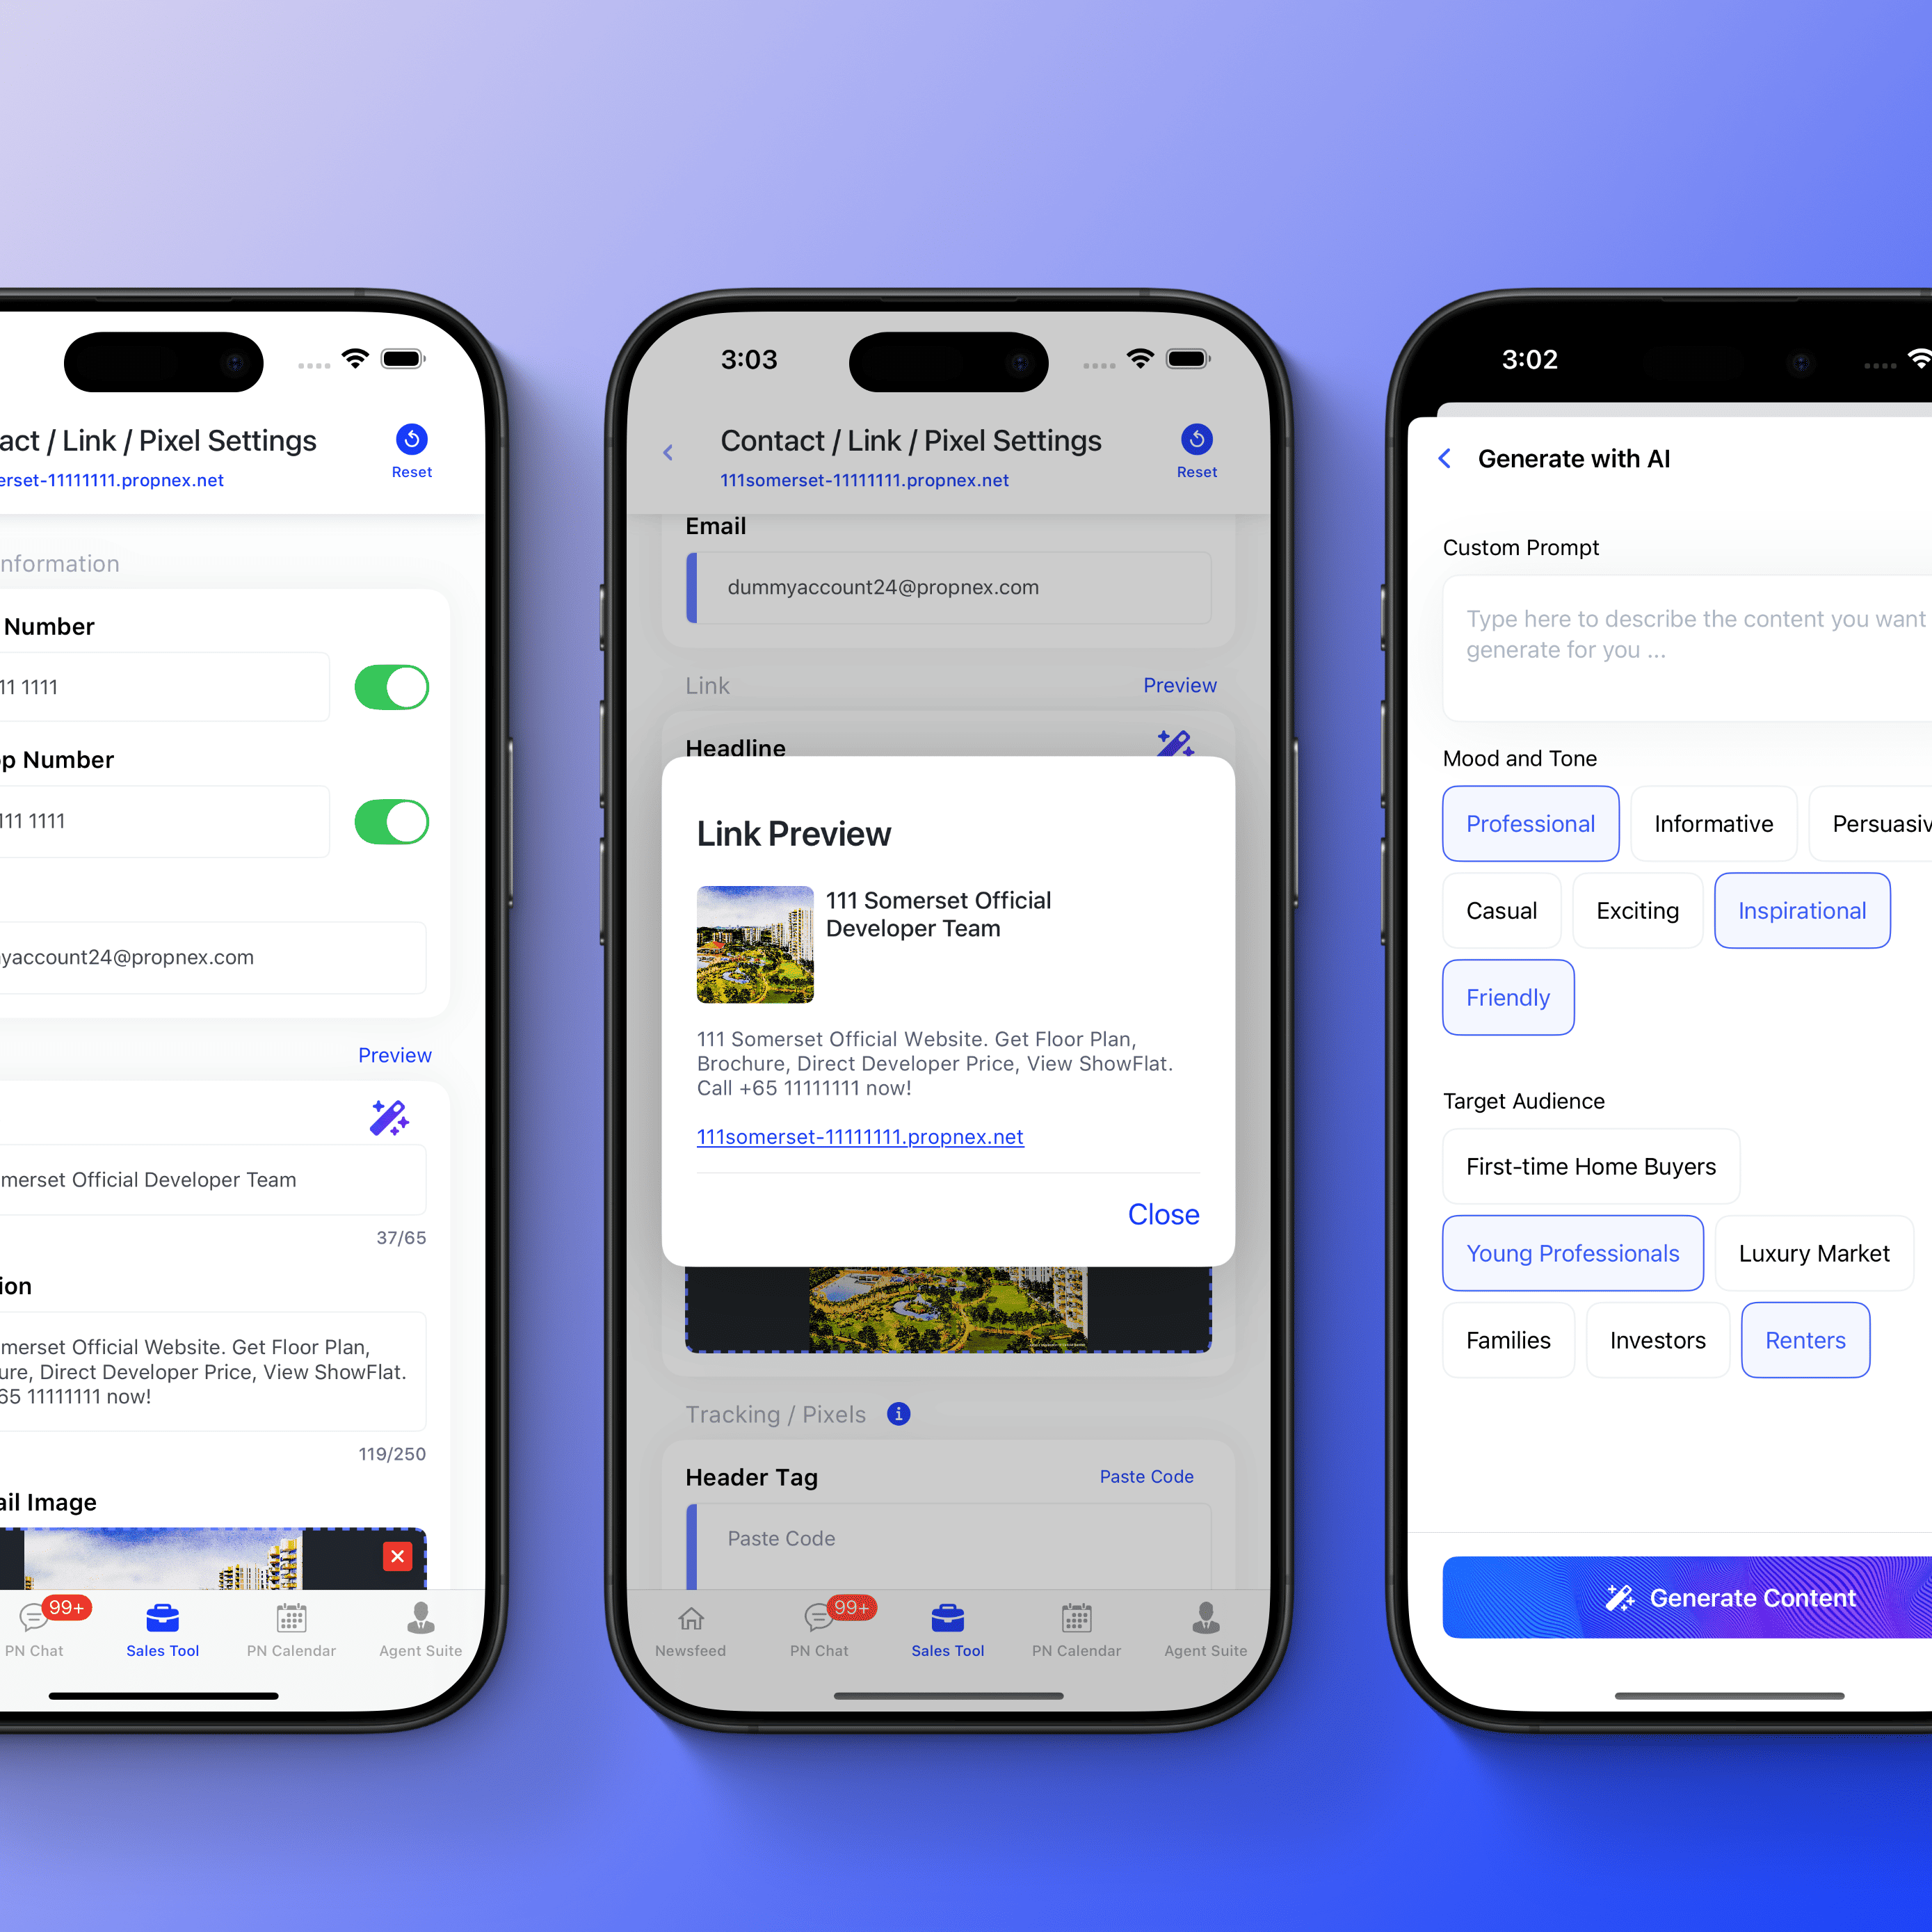 act / Link / Pixel Settings
erset-11111111.propnex.net
Reset
nformation
Number
11 1111
p Number
111 1111
yaccount24@propnex.com
Preview
merset Official Developer Team
37/65
ion
merset Official Website. Get Floor Plan,
ure, Direct Developer Price, View ShowFlat.
65 11111111 now!
119/250
ail Image
99+
PN Chat
Sales Tool
PN Calendar
Agent Suite
3:03
Contact / Link / Pixel Settings
111somerset-11111111.propnex.net
Reset
Email
dummyaccount24@propnex.com
Link
Preview
Headline
Link Preview
111 Somerset Official
Developer Team
111 Somerset Official Website. Get Floor Plan,
Brochure, Direct Developer Price, View ShowFlat.
Call +65 11111111 now!
111somerset-11111111.propnex.net
Close
Tracking / Pixels
Header Tag
Paste Code
Paste Code
Newsfeed
99+
PN Chat
Sales Tool
PN Calendar
Agent Suite
3:02
Generate with AI
Custom Prompt
Type here to describe the content you want
generate for you ...
Mood and Tone
Professional
Informative
Persuasiv
Casual
Exciting
Inspirational
Friendly
Target Audience
First-time Home Buyers
Young Professionals
Luxury Market
Families
Investors
Renters
Generate Content